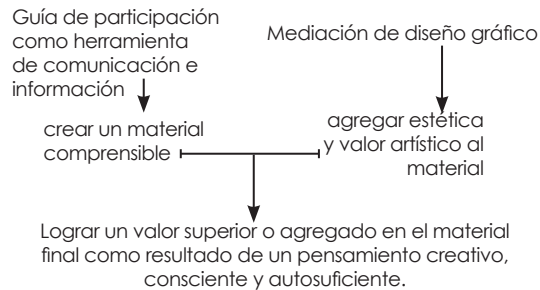 Guía de participación
como herramienta
de comunicación e
información
Mediación de diseño gráfico
crear un material
comprensible
agregar estética
y valor artístico al
material
Lograr un valor superior o agregado en el material
final como resultado de un pensamiento creativo,
consciente y autosuficiente.